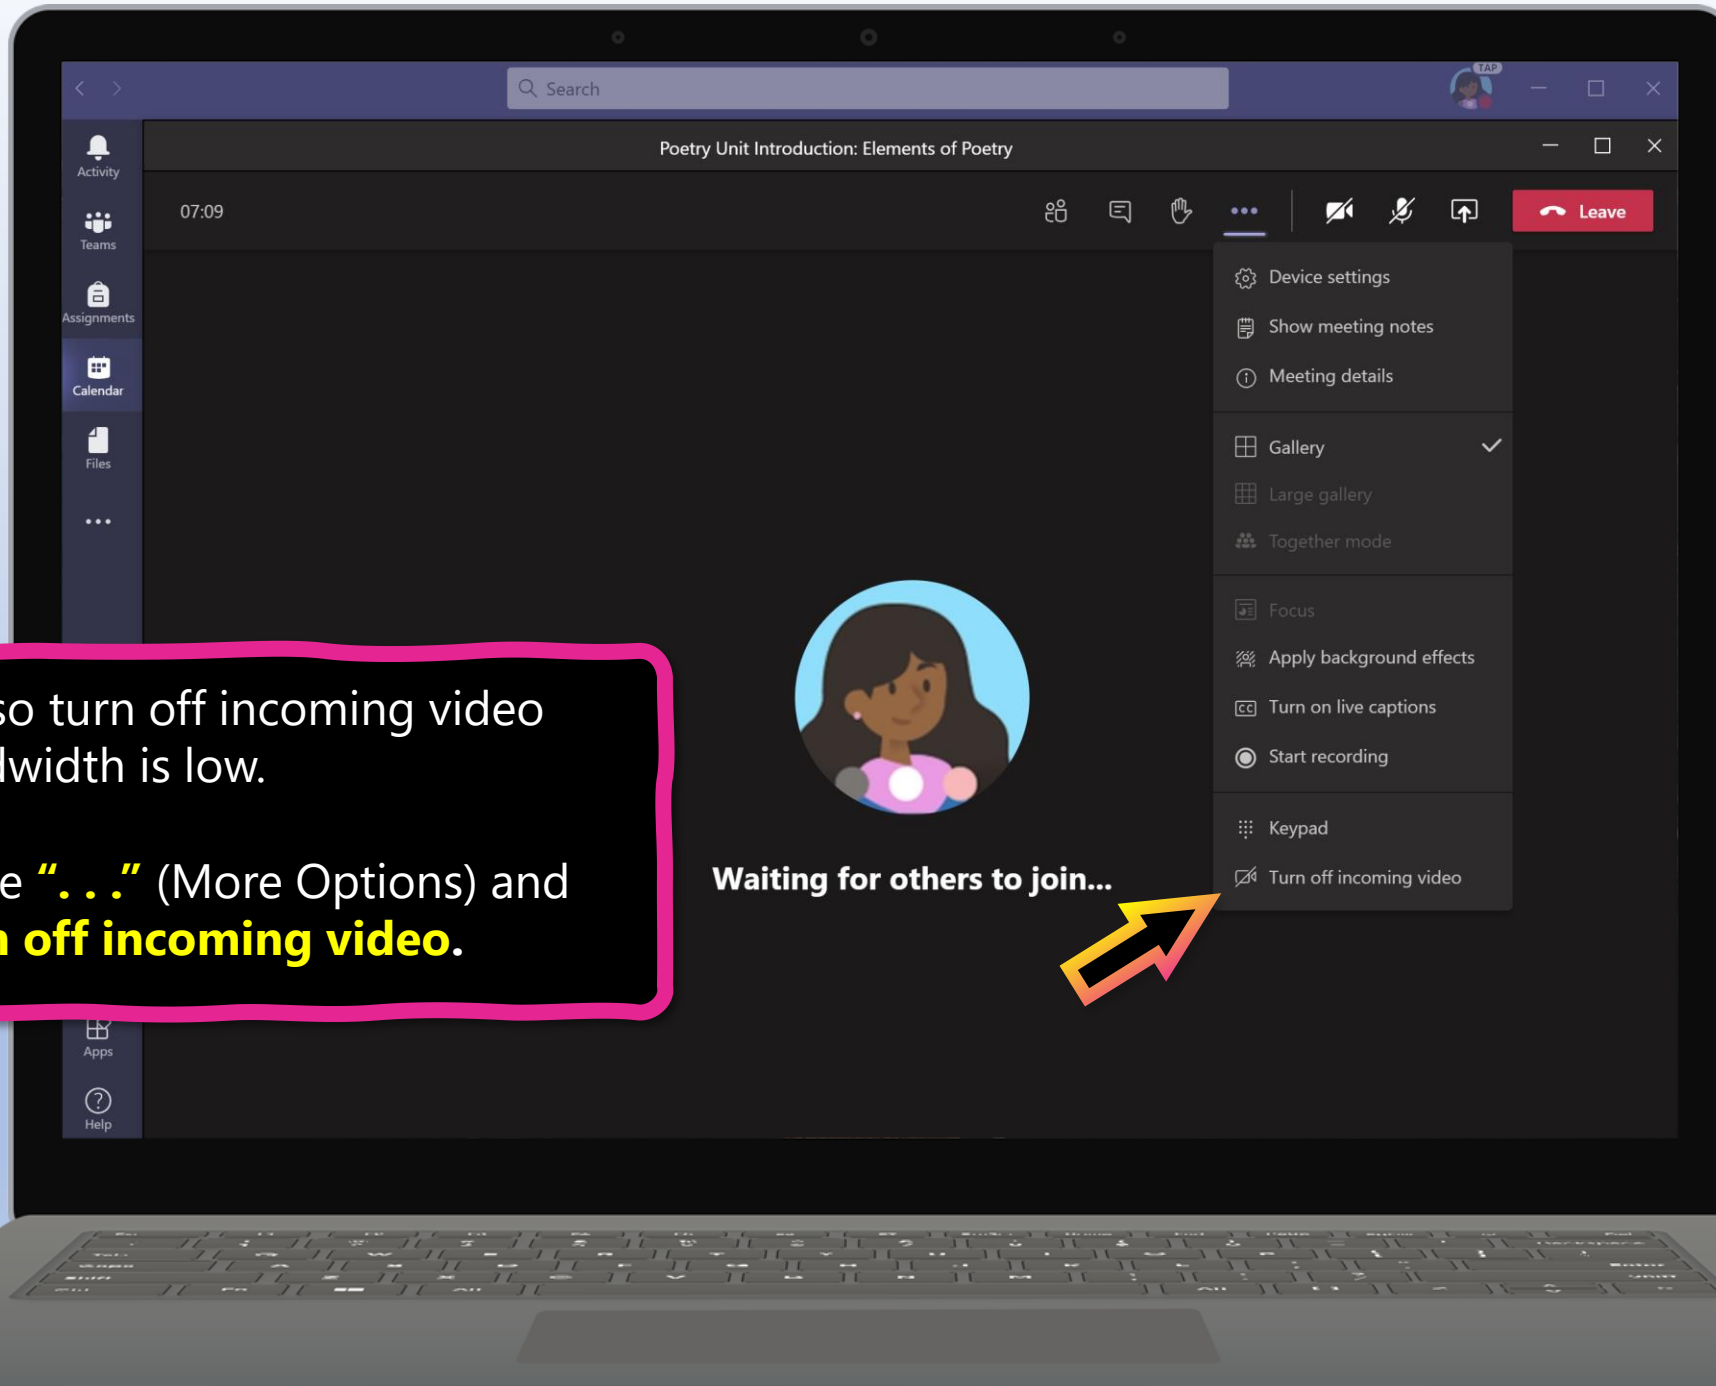 TAP
Search
Poetry Unit Introduction: Elements of Poetry
Activity
07:09
Leave
Teams
Device settings
Assignments
Show meeting notes
Calendar
Meeting details
Files
Gallery
Large gallery
Together mode
Focus
Apply background effects
so turn off incoming video
Turn on live captions
dwidth is low.
Start recording
Keypad
e “. . .” (More Options) and
Waiting for others to join...
Turn off incoming video
n off incoming video.
Apps
Help